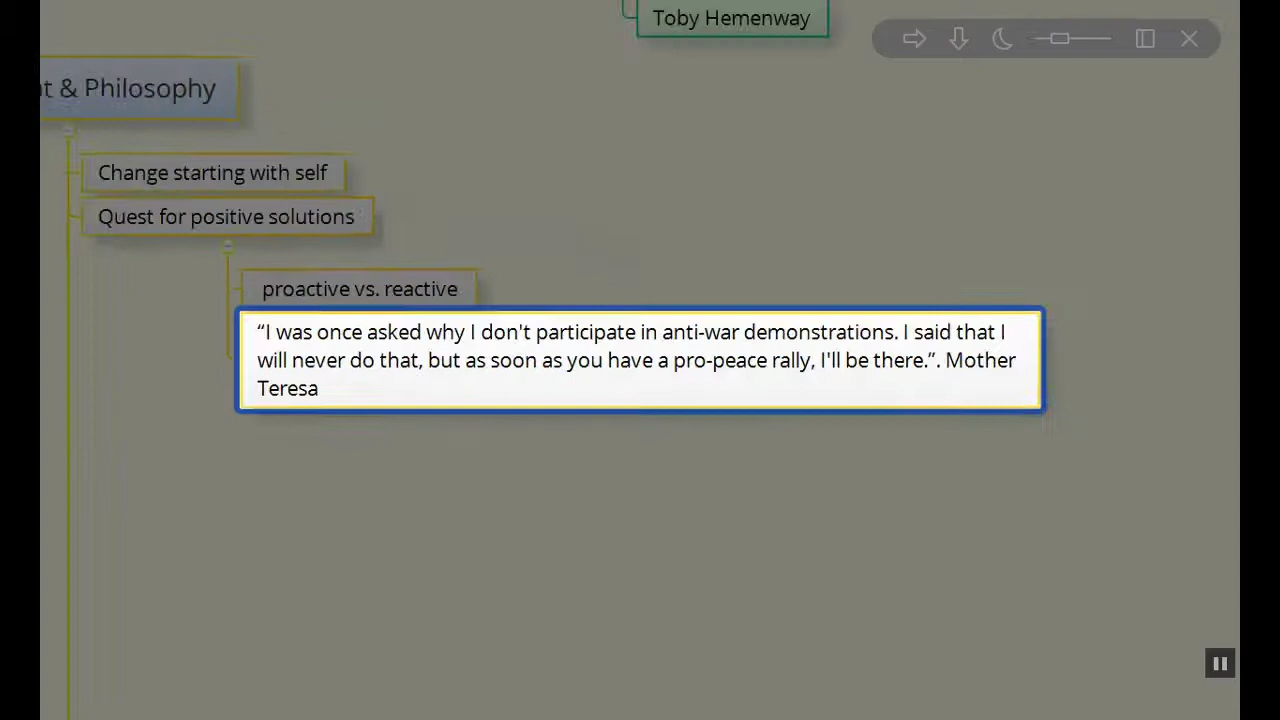 Toby Hemenway
t & Philosophy
Change starting with self
Quest for positive solutions
proactive vs. reactive
“I was once asked why I don't participate in anti-war demonstrations. I said that I
will never do that, but as soon as you have a pro-peace rally, I'll be there.”. Mother
Teresa